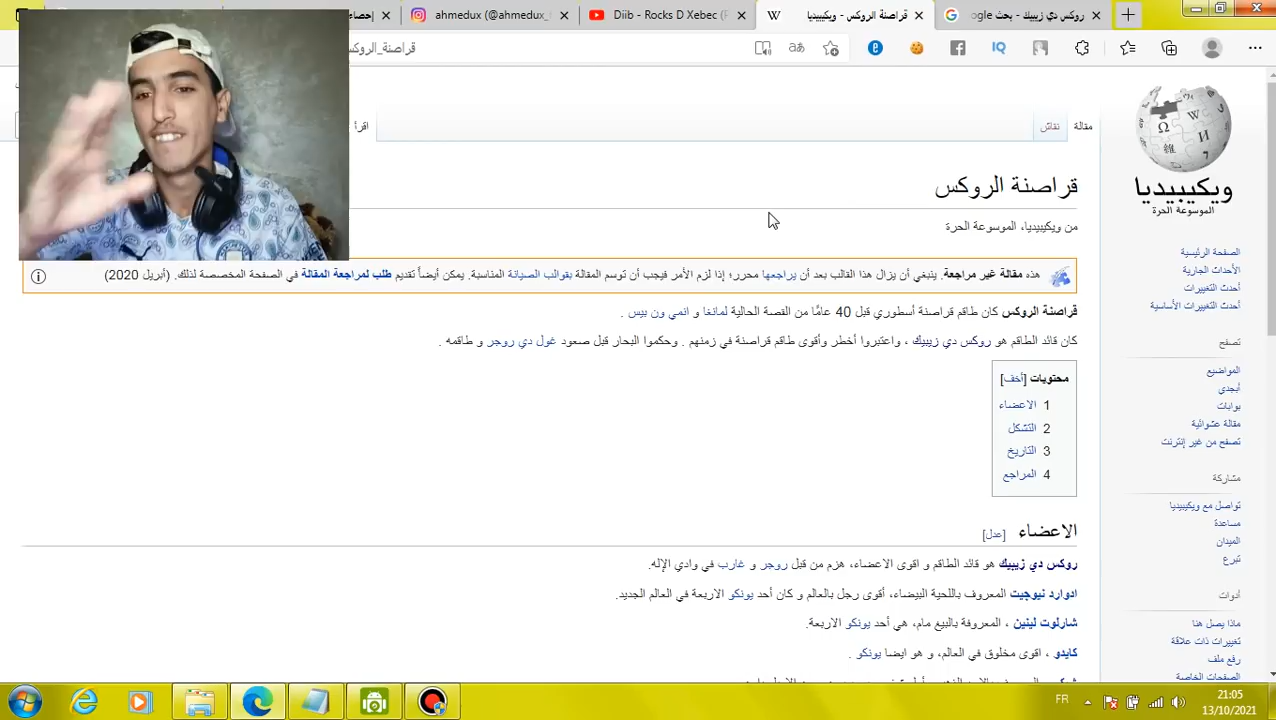 إحصاء
ahmedux (@ahmedux_
Diib - Rocks D Xebec (H
قراصنة الروكس - ويكيبيديا
روكس دي زيبيك - بحث ogle
قراصنة_الروكس
مقالة
نقاش
اقرأ
ويكيبيديا
الموسوعة الحرة
قراصنة الروكس
من ويكيبيديا، الموسوعة الحرة
هذه مقالة غير مراجعة. ينبغي أن يزال هذا القالب بعد أن يراجعها محررٌ؛ إذا لزم الأمر فيجب أن توسم المقالة بقوالب الصيانة المناسبة. يمكن أيضاً تقديم طلب لمراجعة المقالة في الصفحة المخصصة لذلك. (أبريل 2020)
قراصنة الروكس كان طاقم قراصنة أسطوري قبل 40 عامًا من القصة الحالية لمانغا و انمي ون بيس .
كان قائد الطاقم هو روكس دي زيبيك ، واعتبروا أخطر وأقوى طاقم قراصنة في زمنهم . وحكموا البحار قبل صعود غول دي روجر و طاقمه .
محتويات [أخف]
1 الاعضاء
2 التشكل
3 التاريخ
4 المراجع
الاعضاء [عدل]
روكس دي زيبيك هو قائد الطاقم و اقوى الاعضاء، هزم من قبل روجر و غارب في وادي الإله.
ادوارد نيوجيت المعروف باللحية البيضاء، أقوى رجل بالعالم و كان أحد يونكو الاربعة في العالم الجديد.
شارلوت لينين ، المعروفة بالبيغ مام، هي أحد يونكو الاربعة.
كايدو ، اقوى مخلوق في العالم، و هو ايضا يونكو .
الصفحة الرئيسية
الأحداث الجارية
أحدث التغييرات
أحدث التغييرات الأساسية
تصفح
المواضيع
أبجدي
بوابات
مقالة عشوائية
تصفح من غير إنترنت
مشاركة
تواصل مع ويكيبيديا
مساعدة
الميدان
تبرع
أدوات
ماذا يصل هنا
تغييرات ذات علاقة
رفع ملف
الصفحات الخاصة
FR
21:05
13/10/2021